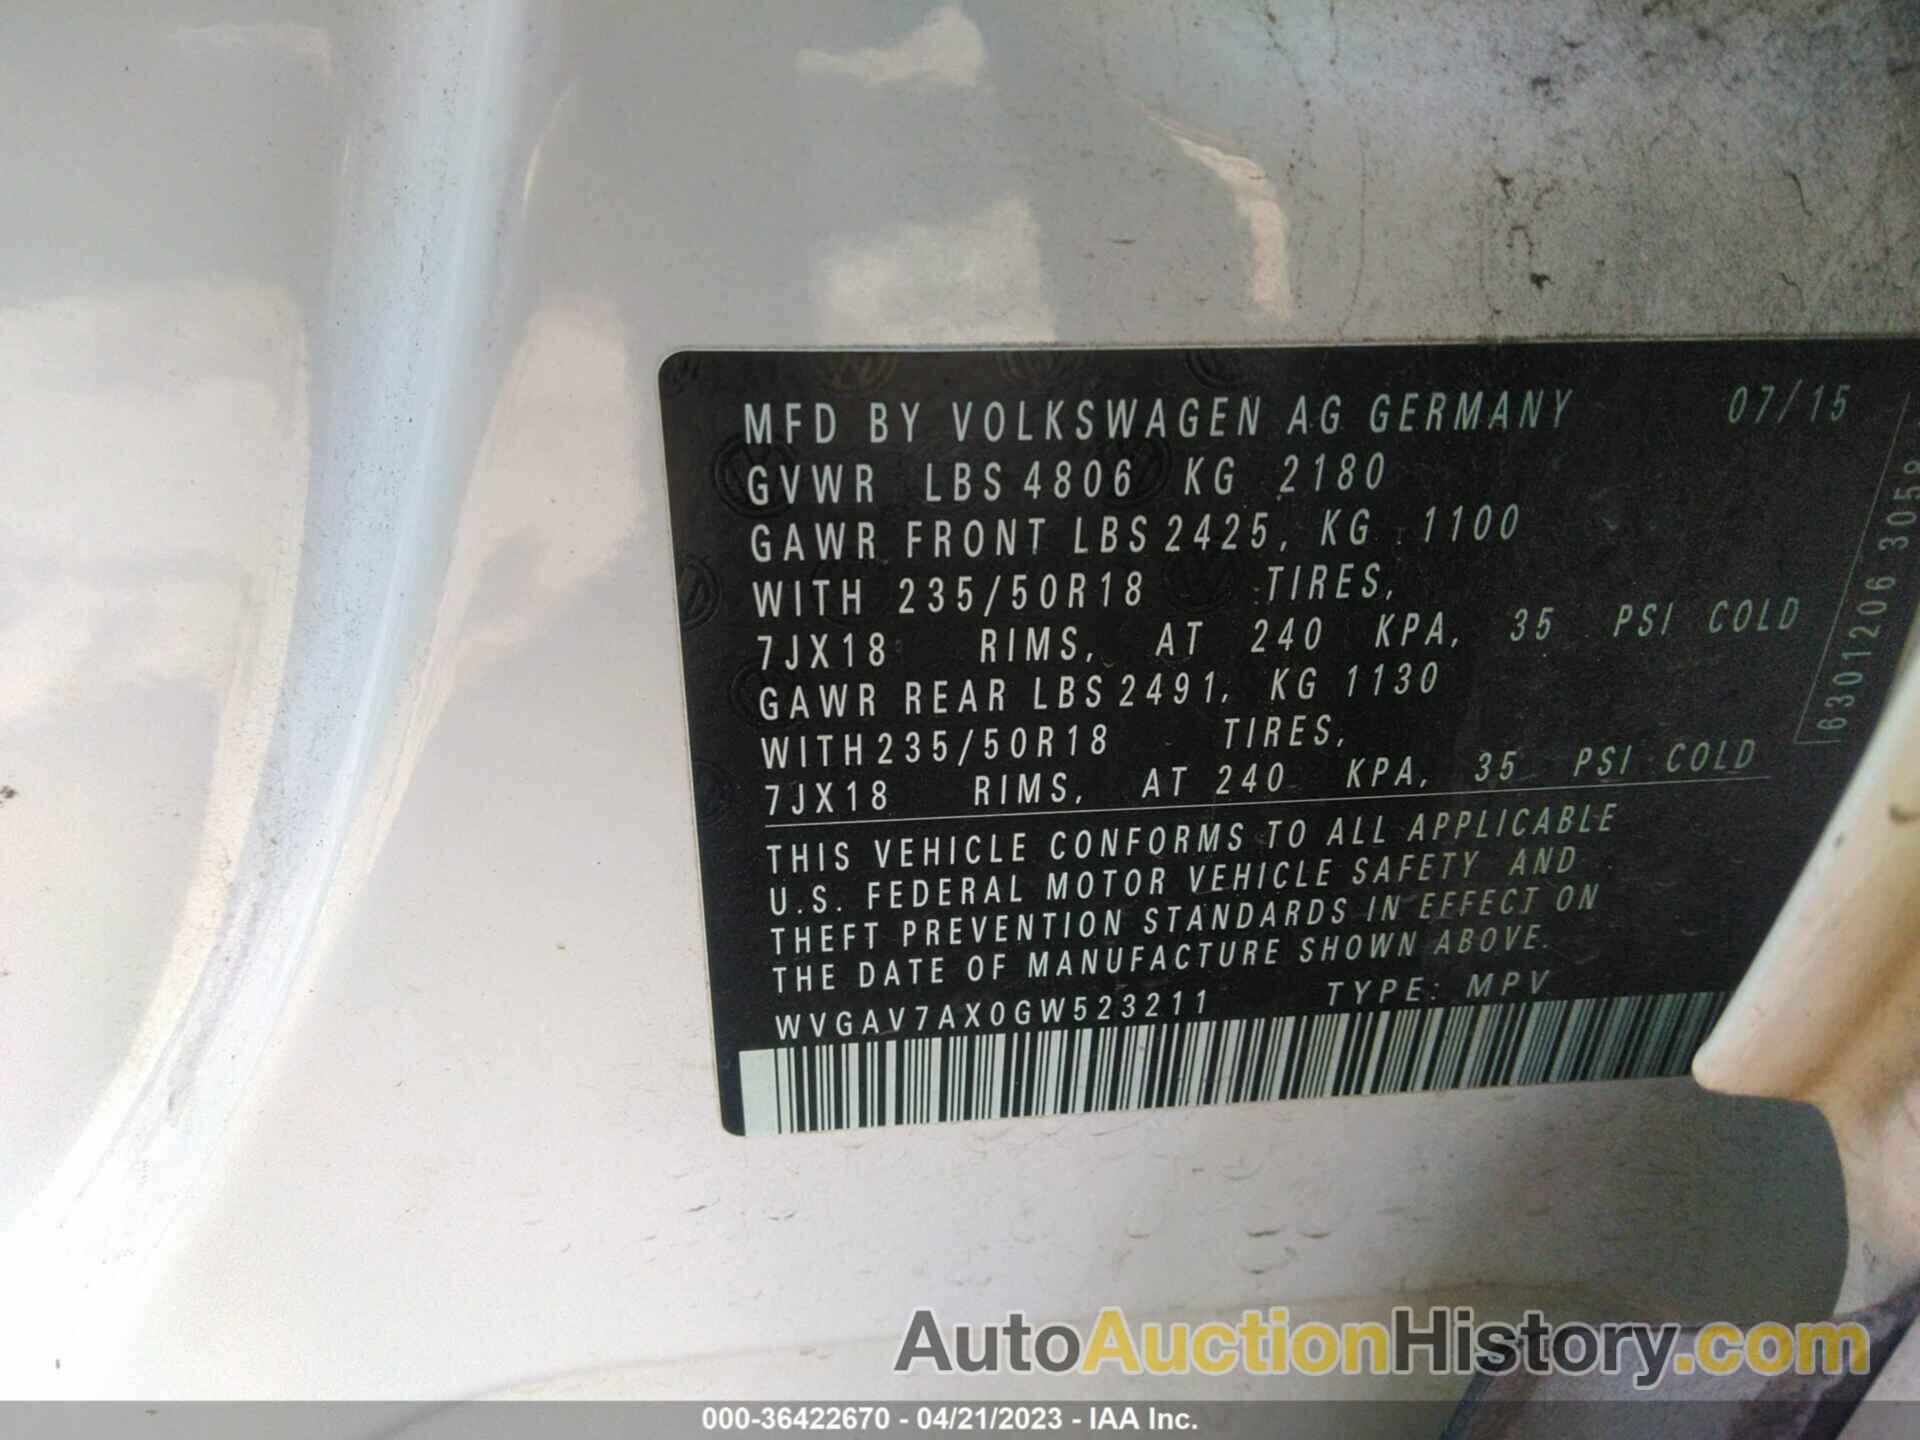 MFD BY VOLKSWAGEN AG GERMANY 07/15
GVWR LBS 4806 KG 2180
GAWR FRONT LBS 2425, KG 1100
WITH 235/50R18 TIRES,
7JX18 RIMS, AT 240 KPA, 35 PSI COLD
GAWR REAR LBS 2491, KG 1130
WITH 235/50R18 TIRES,
7JX18 RIMS, AT 240 KPA, 35 PSI COLD
THIS VEHICLE CONFORMS TO ALL APPLICABLE
U.S. FEDERAL MOTOR VEHICLE SAFETY AND
THEFT PREVENTION STANDARDS IN EFFECT ON
THE DATE OF MANUFACTURE SHOWN ABOVE.
WVGAV7AX0GW523211 TYPE: MPV
6301206
AutoAuctionHistory.com
000-36422670 - 04/21/2023 - IAA Inc.